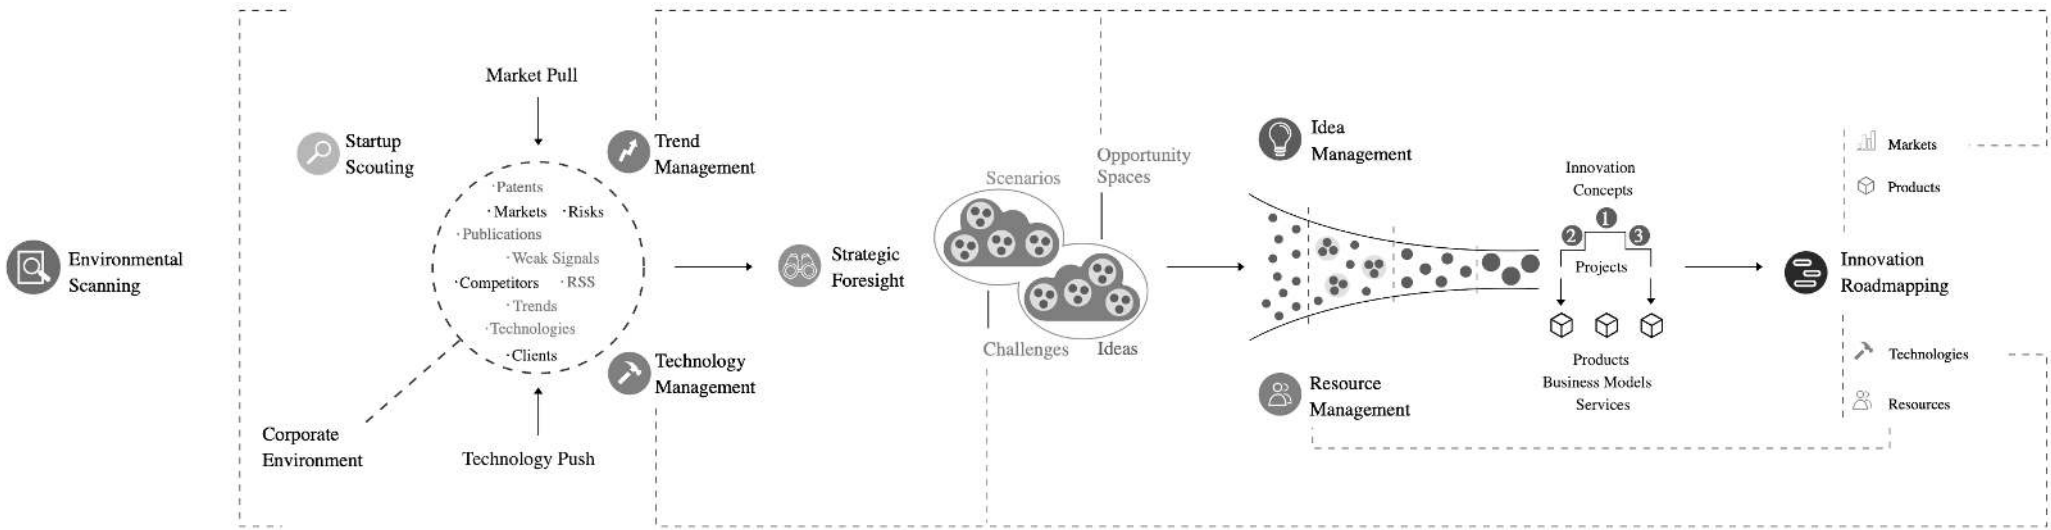 Environmental
Scanning
Startup
Scouting
Market Pull
Trend
Management
·Patents
·Markets ·Risks
·Publications
·Weak Signals
·Competitors ·RSS
·Trends
·Technologies
·Clients
Technology
Management
Corporate
Environment
Technology Push
Strategic
Foresight
Scenarios
Opportunity
Spaces
Challenges
Ideas
Idea
Management
Resource
Management
Innovation
Concepts
1
2 3
Projects
Products
Business Models
Services
Innovation
Roadmapping
Markets
Products
Technologies
Resources